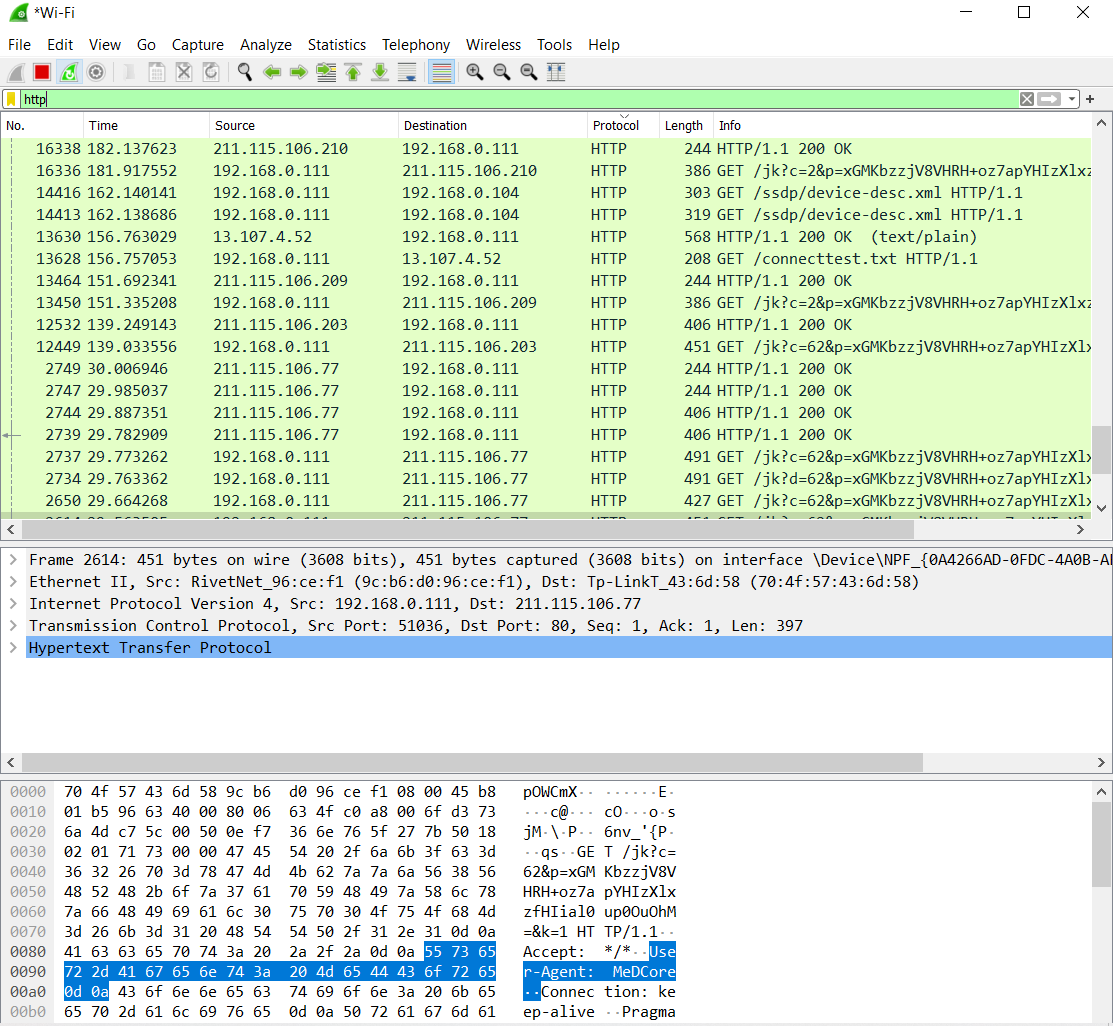 *Wi-Fi
File Edit View Go Capture Analyze Statistics Telephony Wireless Tools Help
http
No. Time Source Destination Protocol Length Info
16338 182.137623 211.115.106.210 192.168.0.111 HTTP 244 HTTP/1.1 200 OK
16336 181.917552 192.168.0.111 211.115.106.210 HTTP 386 GET /jk?c=2&p=xGMKbzzjV8VHRH+oz7apYHIzXlxz
14416 162.140141 192.168.0.111 192.168.0.104 HTTP 303 GET /ssdp/device-desc.xml HTTP/1.1
14413 162.138686 192.168.0.111 192.168.0.104 HTTP 319 GET /ssdp/device-desc.xml HTTP/1.1
13630 156.763029 13.107.4.52 192.168.0.111 HTTP 568 HTTP/1.1 200 OK (text/plain)
13628 156.757053 192.168.0.111 13.107.4.52 HTTP 208 GET /connecttest.txt HTTP/1.1
13464 151.692341 211.115.106.209 192.168.0.111 HTTP 244 HTTP/1.1 200 OK
13450 151.335208 192.168.0.111 211.115.106.209 HTTP 386 GET /jk?c=2&p=xGMKbzzjV8VHRH+oz7apYHIzXlxz
12532 139.249143 211.115.106.203 192.168.0.111 HTTP 406 HTTP/1.1 200 OK
12449 139.033556 192.168.0.111 211.115.106.203 HTTP 451 GET /jk?c=62&p=xGMKbzzjV8VHRH+oz7apYHIzXlx
2749 30.006946 211.115.106.77 192.168.0.111 HTTP 244 HTTP/1.1 200 OK
2747 29.985037 211.115.106.77 192.168.0.111 HTTP 244 HTTP/1.1 200 OK
2744 29.887351 211.115.106.77 192.168.0.111 HTTP 406 HTTP/1.1 200 OK
2739 29.782909 211.115.106.77 192.168.0.111 HTTP 406 HTTP/1.1 200 OK
2737 29.773262 192.168.0.111 211.115.106.77 HTTP 491 GET /jk?c=62&p=xGMKbzzjV8VHRH+oz7apYHIzXlx
2734 29.763362 192.168.0.111 211.115.106.77 HTTP 491 GET /jk?d=62&p=xGMKbzzjV8VHRH+oz7apYHIzXlx
2650 29.664268 192.168.0.111 211.115.106.77 HTTP 427 GET /jk?c=62&p=xGMKbzzjV8VHRH+oz7apYHIzXlx
Frame 2614: 451 bytes on wire (3608 bits), 451 bytes captured (3608 bits) on interface \Device\NPF_{0A4266AD-0FDC-4A0B-A
Ethernet II, Src: RivetNet_96:ce:f1 (9c:b6:d0:96:ce:f1), Dst: Tp-LinkT_43:6d:58 (70:4f:57:43:6d:58)
Internet Protocol Version 4, Src: 192.168.0.111, Dst: 211.115.106.77
Transmission Control Protocol, Src Port: 51036, Dst Port: 80, Seq: 1, Ack: 1, Len: 397
Hypertext Transfer Protocol
0000 70 4f 57 43 6d 58 9c b6 d0 96 ce f1 08 00 45 b8 pOWCmX·· ······E·
0010 01 b5 96 63 40 00 80 06 63 4f c0 a8 00 6f d3 73 ···c@··· cO···o·s
0020 6a 4d c7 5c 00 50 0e f7 36 6e 76 5f 27 7b 50 18 jM·\·P·· 6nv_'{P·
0030 02 01 71 73 00 00 47 45 54 20 2f 6a 6b 3f 63 3d ··qs··GE T /jk?c=
0040 36 32 26 70 3d 78 47 4d 4b 62 7a 7a 6a 56 38 56 62&p=xGM KbzzjV8V
0050 48 52 48 2b 6f 7a 37 61 70 59 48 49 7a 58 6c 78 HRH+oz7a pYHIzXlx
0060 7a 66 48 49 69 61 6c 30 75 70 30 4f 75 4f 68 4d zfHIial0 up0OuOhM
0070 3d 26 6b 3d 31 20 48 54 54 50 2f 31 2e 31 0d 0a =&k=1 HT TP/1.1··
0080 41 63 63 65 70 74 3a 20 2a 2f 2a 0d 0a 55 73 65 Accept: */*··Use
0090 72 2d 41 67 65 6e 74 3a 20 4d 65 44 43 6f 72 65 r-Agent: MeDCore
00a0 0d 0a 43 6f 6e 6e 65 63 74 69 6f 6e 3a 20 6b 65 ··Connec tion: ke
00b0 65 70 2d 61 6c 69 76 65 0d 0a 50 72 61 67 6d 61 ep-alive ··Pragma